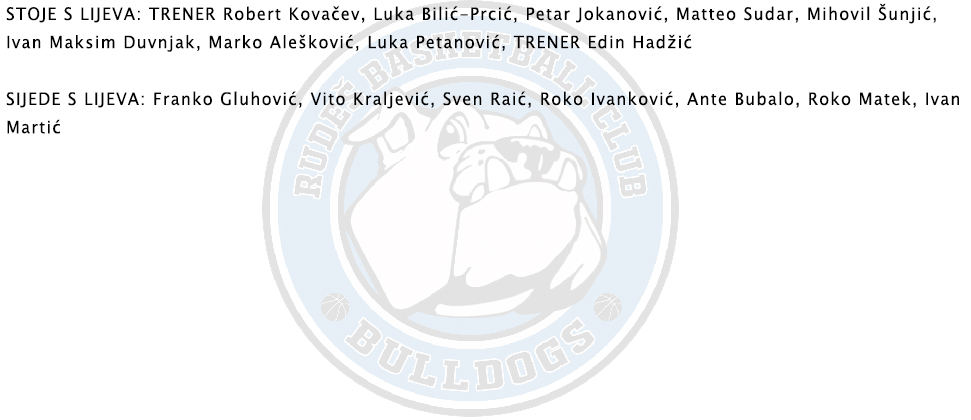 STOJE S LIJEVA: TRENER Robert Kovačev, Luka Bilić-Prcić, Petar Jokanović, Matteo Sudar, Mihovil Šunjić,
Ivan Maksim Duvnjak, Marko Alešković, Luka Petanović, TRENER Edin Hadžić
SIJEDE S LIJEVA: Franko Gluhović, Vito Kraljević, Sven Raić, Roko Ivanković, Ante Bubalo, Roko Matek, Ivan
Martić
RUDEŠ BASKETBALL CLUB
BULLDOGS